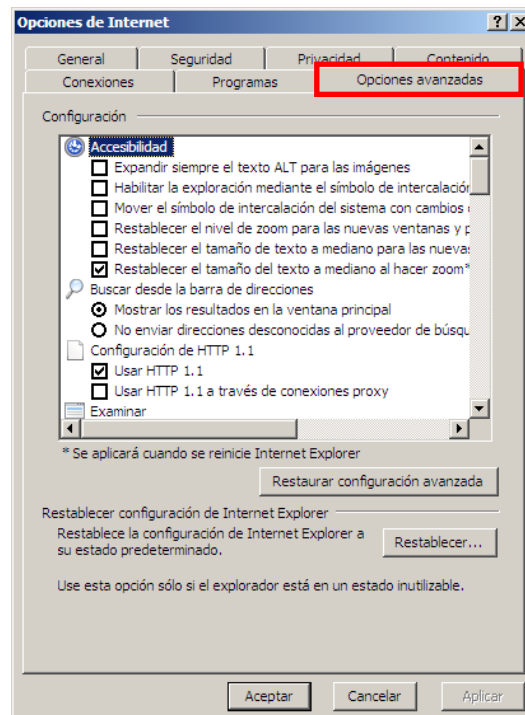 Opciones de Internet
General Seguridad Privacidad Contenido
Conexiones Programas Opciones avanzadas
Configuración
Accesibilidad
Expandir siempre el texto ALT para las imágenes
Habilitar la exploración mediante el símbolo de intercalación
Mover el símbolo de intercalación del sistema con cambios
Restablecer el nivel de zoom para las nuevas ventanas y p
Restablecer el tamaño de texto a mediano para las nuevas
Restablecer el tamaño del texto a mediano al hacer zoom*
Buscar desde la barra de direcciones
Mostrar los resultados en la ventana principal
No enviar direcciones desconocidas al proveedor de búsqu
Configuración de HTTP 1.1
Usar HTTP 1.1
Usar HTTP 1.1 a través de conexiones proxy
Examinar
* Se aplicará cuando se reinicie Internet Explorer
Restaurar configuración avanzada
Restablecer configuración de Internet Explorer
Restablece la configuración de Internet Explorer a
su estado predeterminado.
Restablecer...
Use esta opción sólo si el explorador está en un estado inutilizable.
Aceptar Cancelar Aplicar